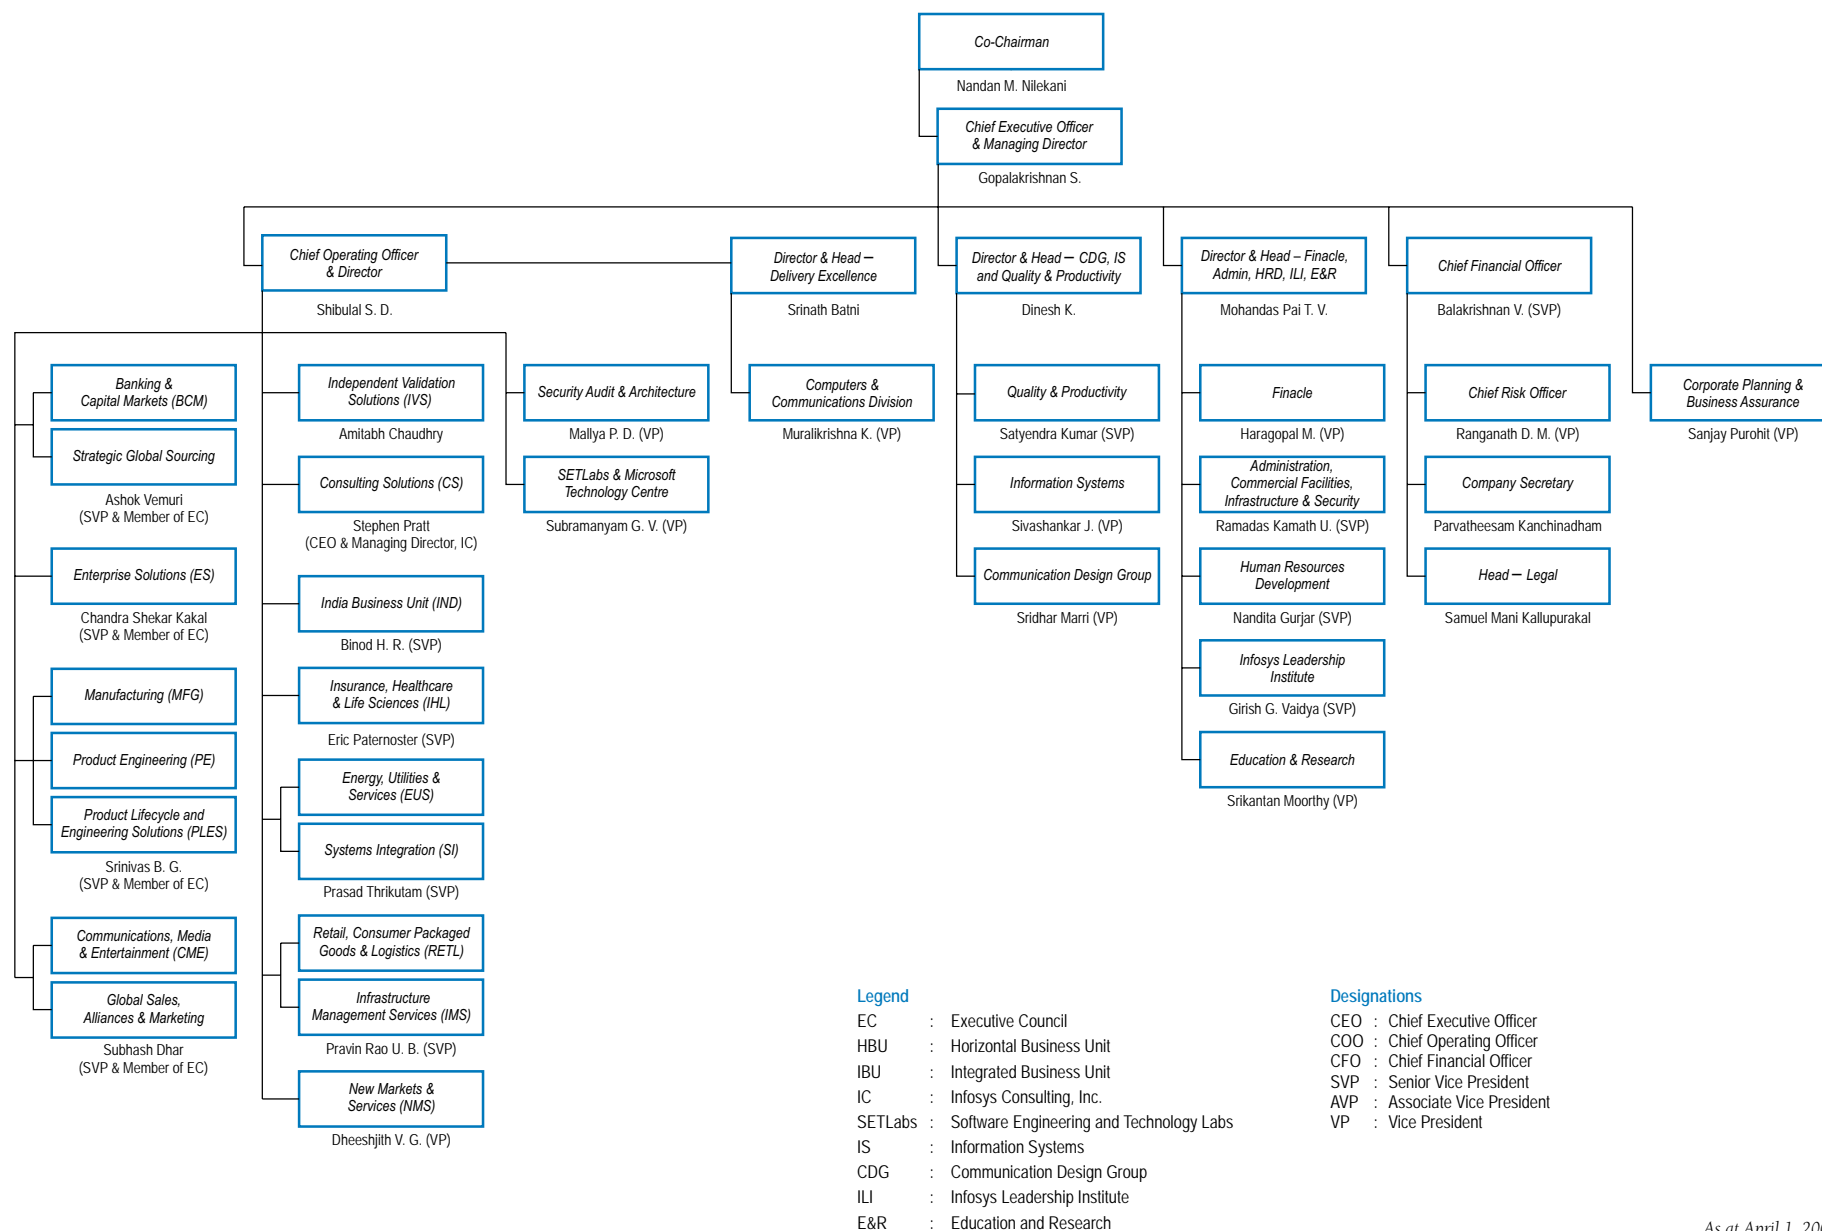 Co-Chairman
Nandan M. Nilekani
Chief Executive Officer
& Managing Director
Gopalakrishnan S.
Chief Operating Officer
& Director
Shibulal S. D.
Director & Head –
Delivery Excellence
Srinath Batni
Director & Head – CDG, IS
and Quality & Productivity
Dinesh K.
Director & Head – Finacle,
Admin, HRD, ILI, E&R
Mohandas Pai T. V.
Chief Financial Officer
Balakrishnan V. (SVP)
Banking &
Capital Markets (BCM)
Strategic Global Sourcing
Ashok Vemuri
(SVP & Member of EC)
Enterprise Solutions (ES)
Chandra Shekar Kakal
(SVP & Member of EC)
Manufacturing (MFG)
Product Engineering (PE)
Product Lifecycle and
Engineering Solutions (PLES)
Srinivas B. G.
(SVP & Member of EC)
Communications, Media
& Entertainment (CME)
Global Sales,
Alliances & Marketing
Subhash Dhar
(SVP & Member of EC)
Independent Validation
Solutions (IVS)
Amitabh Chaudhry
Consulting Solutions (CS)
Stephen Pratt
(CEO & Managing Director, IC)
India Business Unit (IND)
Binod H. R. (SVP)
Insurance, Healthcare
& Life Sciences (IHL)
Eric Paternoster (SVP)
Energy, Utilities &
Services (EUS)
Systems Integration (SI)
Prasad Thrikutam (SVP)
Retail, Consumer Packaged
Goods & Logistics (RETL)
Infrastructure
Management Services (IMS)
Pravin Rao U. B. (SVP)
New Markets &
Services (NMS)
Dheeshjith V. G. (VP)
Security Audit & Architecture
Mallya P. D. (VP)
SETLabs & Microsoft
Technology Centre
Subramanyam G. V. (VP)
Computers &
Communications Division
Muralikrishna K. (VP)
Quality & Productivity
Satyendra Kumar (SVP)
Information Systems
Sivashankar J. (VP)
Communication Design Group
Sridhar Marri (VP)
Finacle
Haragopal M. (VP)
Administration,
Commercial Facilities,
Infrastructure & Security
Ramadas Kamath U. (SVP)
Human Resources
Development
Nandita Gurjar (SVP)
Infosys Leadership
Institute
Girish G. Vaidya (SVP)
Education & Research
Srikantan Moorthy (VP)
Chief Risk Officer
Ranganath D. M. (VP)
Company Secretary
Parvatheesam Kanchinadham
Head – Legal
Samuel Mani Kallupurakal
Corporate Planning &
Business Assurance
Sanjay Purohit (VP)
Legend
EC : Executive Council
HBU : Horizontal Business Unit
IBU : Integrated Business Unit
IC : Infosys Consulting, Inc.
SETLabs : Software Engineering and Technology Labs
IS : Information Systems
CDG : Communication Design Group
ILI : Infosys Leadership Institute
E&R : Education and Research
Designations
CEO : Chief Executive Officer
COO : Chief Operating Officer
CFO : Chief Financial Officer
SVP : Senior Vice President
AVP : Associate Vice President
VP : Vice President
As at April 1,